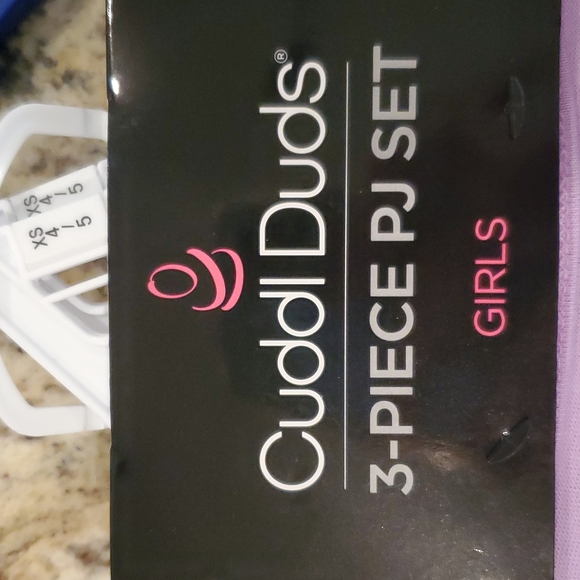 XS
4/5
XS
4/5
Cuddl Duds®
3-PIECE PJ SET
GIRLS